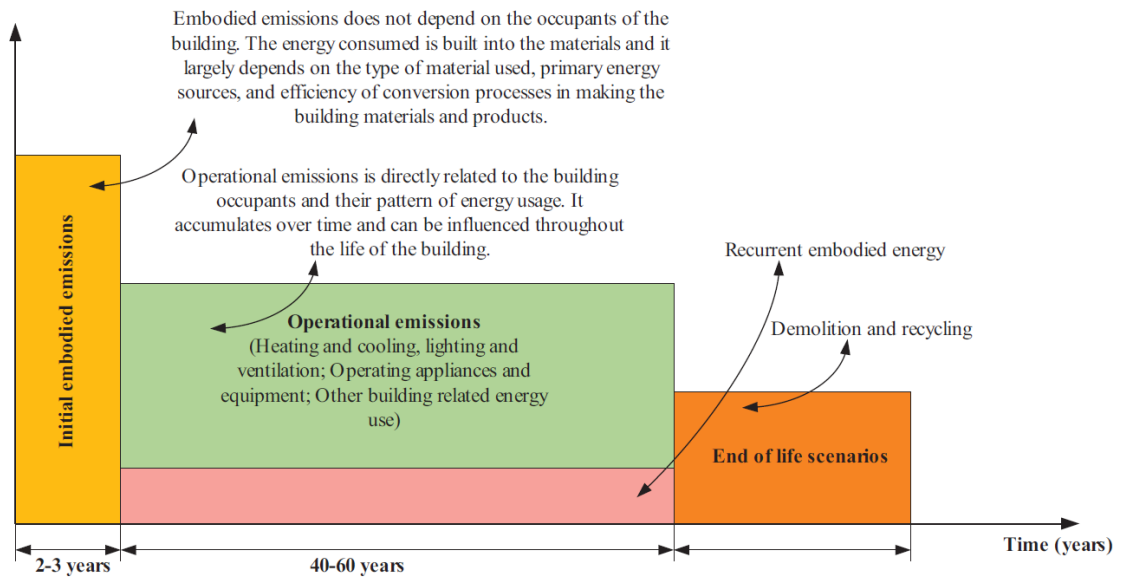 Embodied emissions does not depend on the occupants of the
building. The energy consumed is built into the materials and it
largely depends on the type of material used, primary energy
sources, and efficiency of conversion processes in making the
building materials and products.
Operational emissions is directly related to the building
occupants and their pattern of energy usage. It
accumulates over time and can be influenced throughout
the life of the building.
Recurrent embodied energy
Demolition and recycling
Initial embodied emissions
Operational emissions
(Heating and cooling, lighting and
ventilation; Operating appliances and
equipment; Other building related energy
use)
End of life scenarios
Time (years)
2-3 years
40-60 years